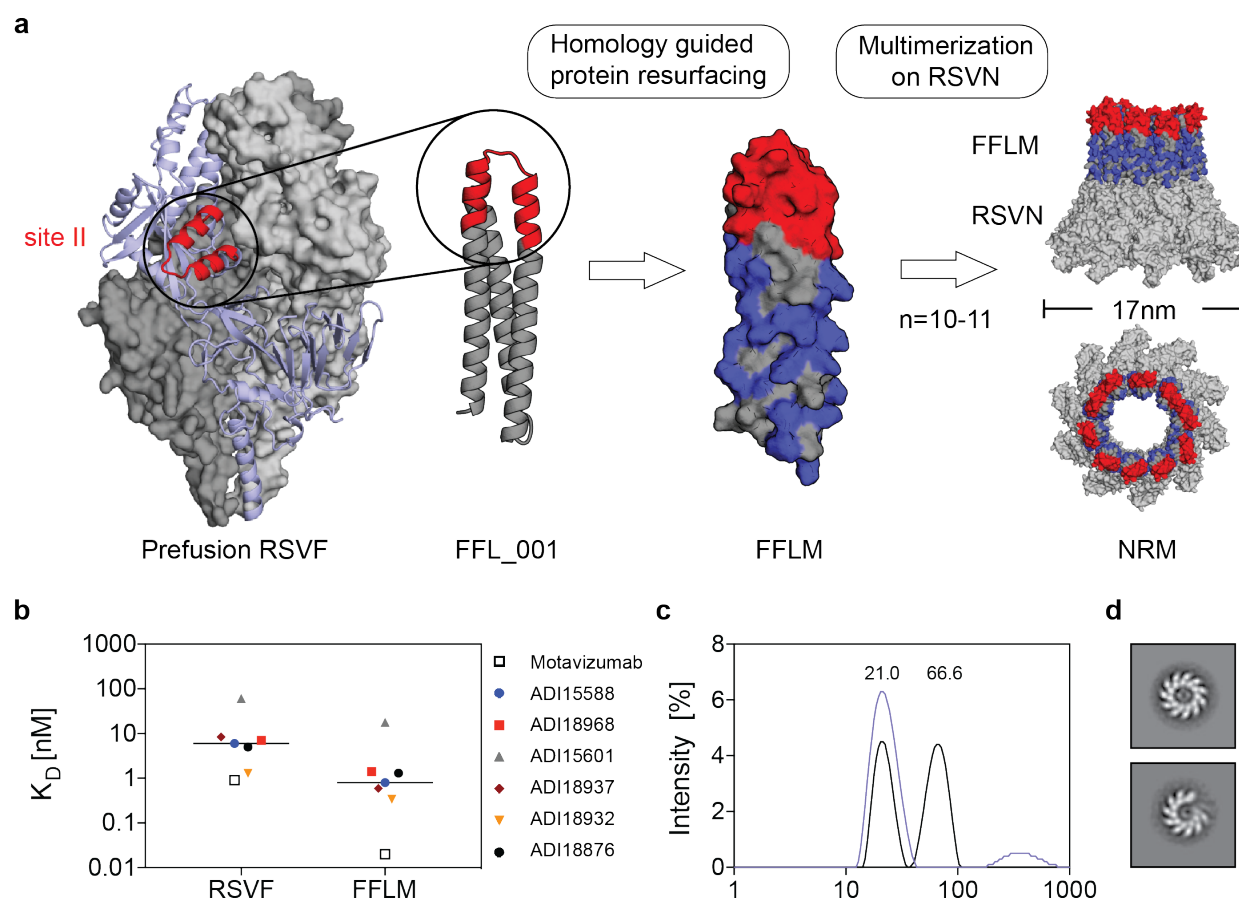 a
Homology guided
protein resurfacing
Multimerization
on RSVN
FFLM
RSVN
site II
n=10-11
17nm
Prefusion RSVF
FFL_001
FFLM
NRM
b
1000
100
10
1
0.1
0.01
K_D [nM]
RSVF
FFLM
Motavizumab
ADI15588
ADI18968
ADI15601
ADI18937
ADI18932
ADI18876
c
8
6
4
2
0
Intensity [%]
21.0
66.6
1
10
100
1000
d